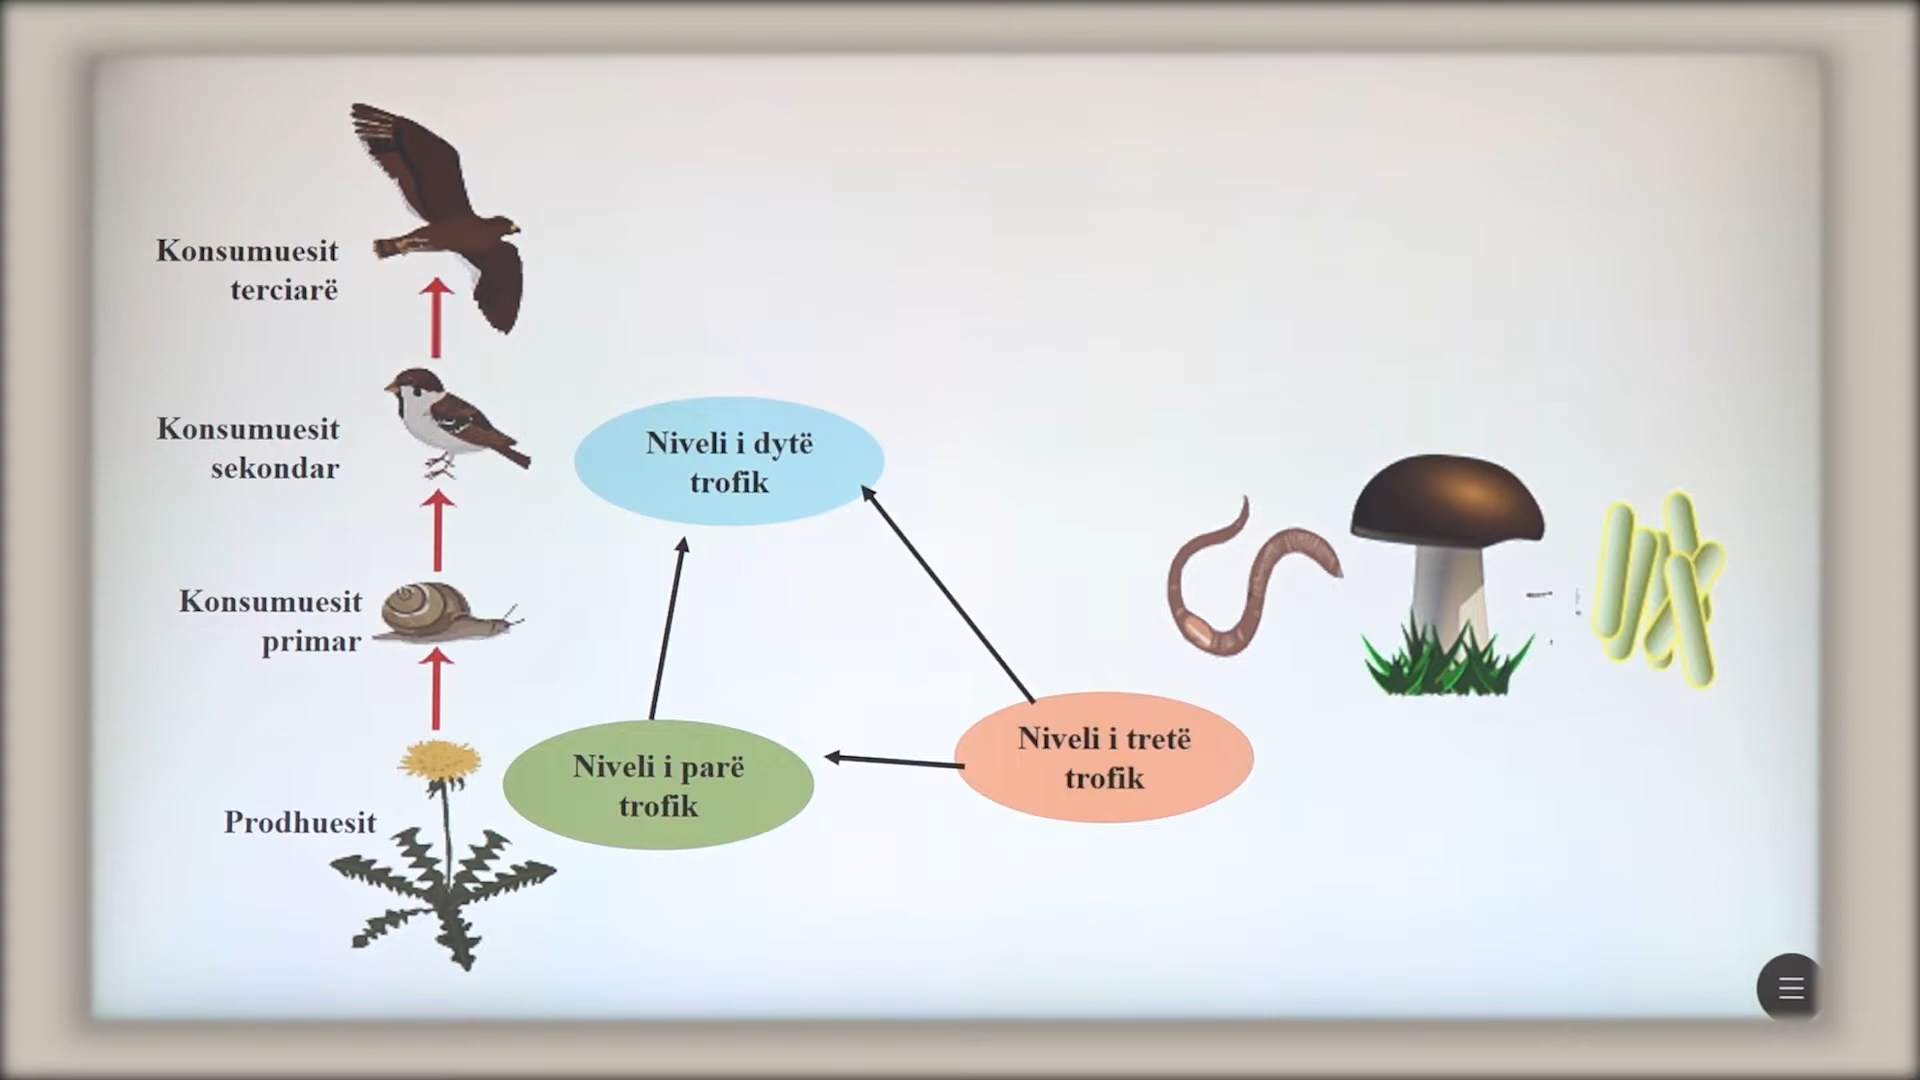 Konsumuesit
terciarë
Konsumuesit
sekondar
Niveli i dytë
trofik
Konsumuesit
primar
Niveli i tretë
trofik
Niveli i parë
trofik
Prodhuesit